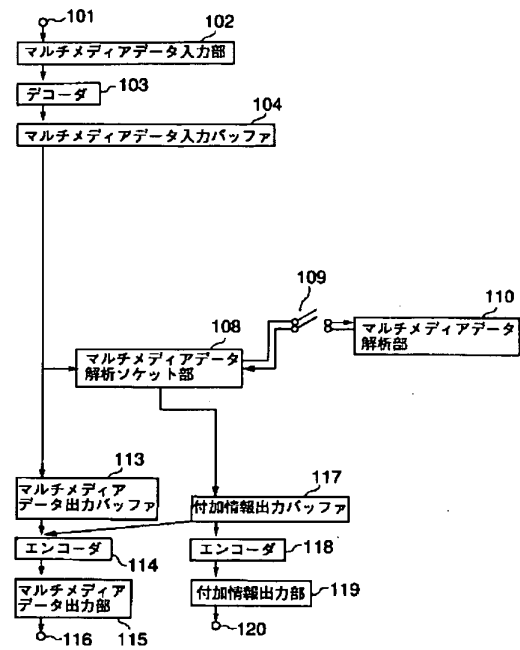 101
102
マルチメディアデータ入力部
103
デコーダ
104
マルチメディアデータ入力バッファ
109
110
マルチメディアデータ
解析部
108
マルチメディアデータ
解析ソケット部
113
マルチメディア
データ出力バッファ
117
付加情報出力バッファ
エンコーダ
114
エンコーダ
118
マルチメディア
データ出力部
115
付加情報出力部
119
116
120